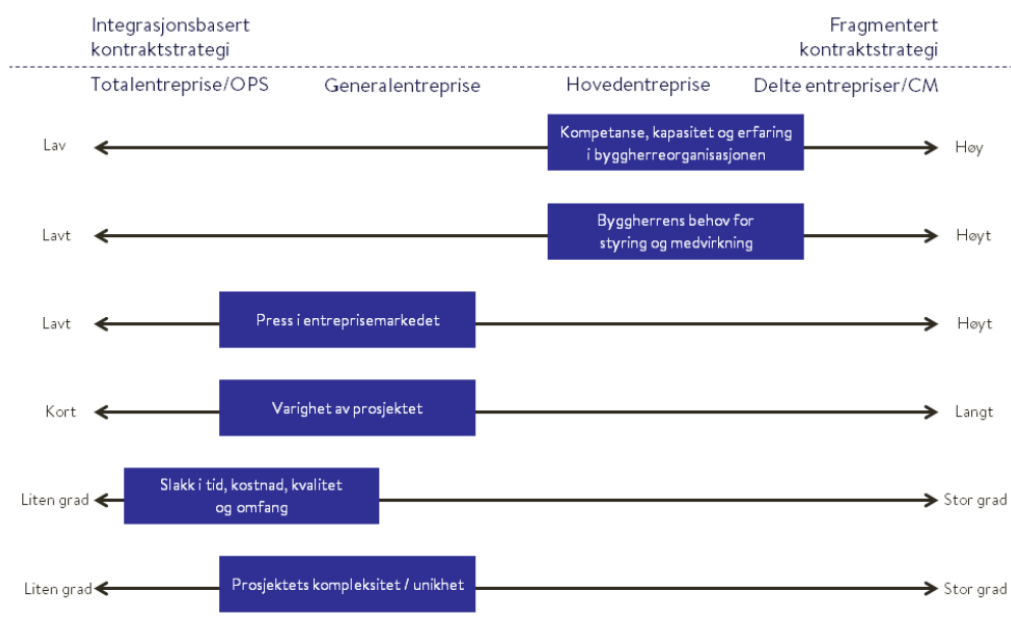 Integrasjonsbasert
kontraktstrategi
Fragmentert
kontraktstrategi
Totalentreprise/OPS
Generalentreprise
Hovedentreprise
Delte entrepriser/CM
Lav
Kompetanse, kapasitet og erfaring
i byggherreorganisasjonen
Høy
Lavt
Byggherrens behov for
styring og medvirkning
Høyt
Lavt
Press i entreprisemarkedet
Høyt
Kort
Varighet av prosjektet
Langt
Liten grad
Slakk i tid, kostnad, kvalitet
og omfang
Stor grad
Liten grad
Prosjektets kompleksitet / unikhet
Stor grad